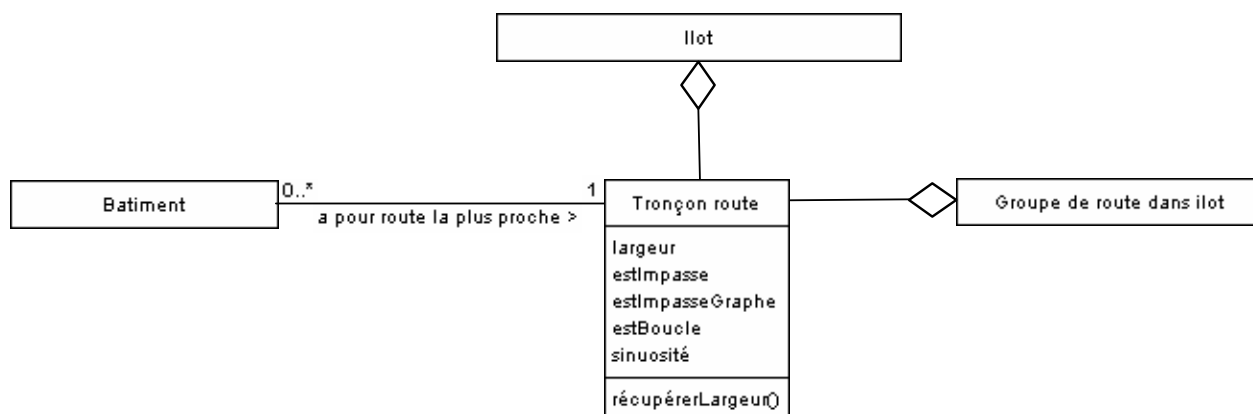 Ilot
Batiment
0..*
1
a pour route la plus proche >
Tronçon route
Groupe de route dans ilot
largeur
estImpasse
estImpasseGraphe
estBoucle
sinuosité
récupérerLargeur()